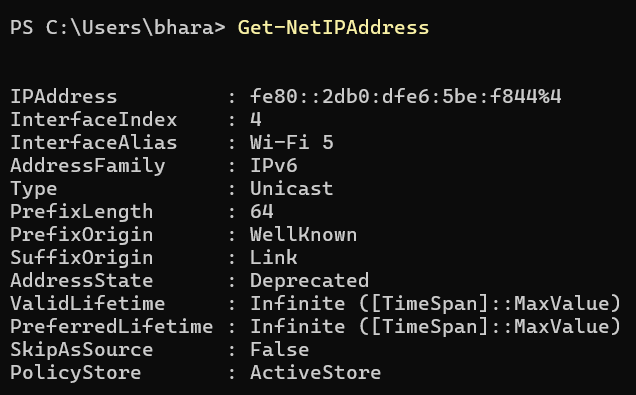 PS C:\Users\bhara> Get-NetIPAddress
IPAddress         : fe80::2db0:dfe6:5be:f844%4
InterfaceIndex    : 4
InterfaceAlias    : Wi-Fi 5
AddressFamily     : IPv6
Type              : Unicast
PrefixLength      : 64
PrefixOrigin      : WellKnown
SuffixOrigin      : Link
AddressState      : Deprecated
ValidLifetime     : Infinite ([TimeSpan]::MaxValue)
PreferredLifetime : Infinite ([TimeSpan]::MaxValue)
SkipAsSource      : False
PolicyStore       : ActiveStore